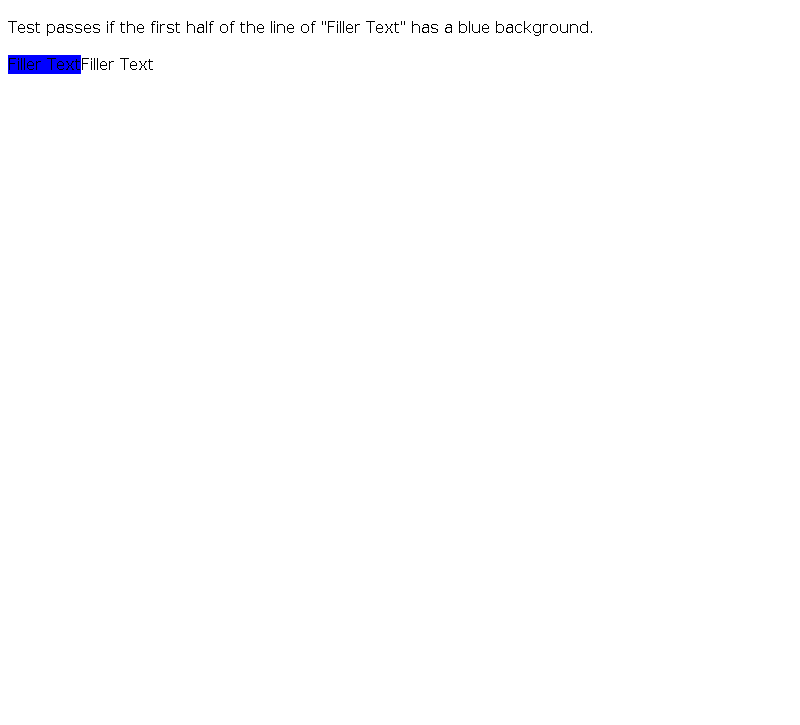 Test passes if the first half of the line of "Filler Text" has a blue background.
Filler TextFiller Text